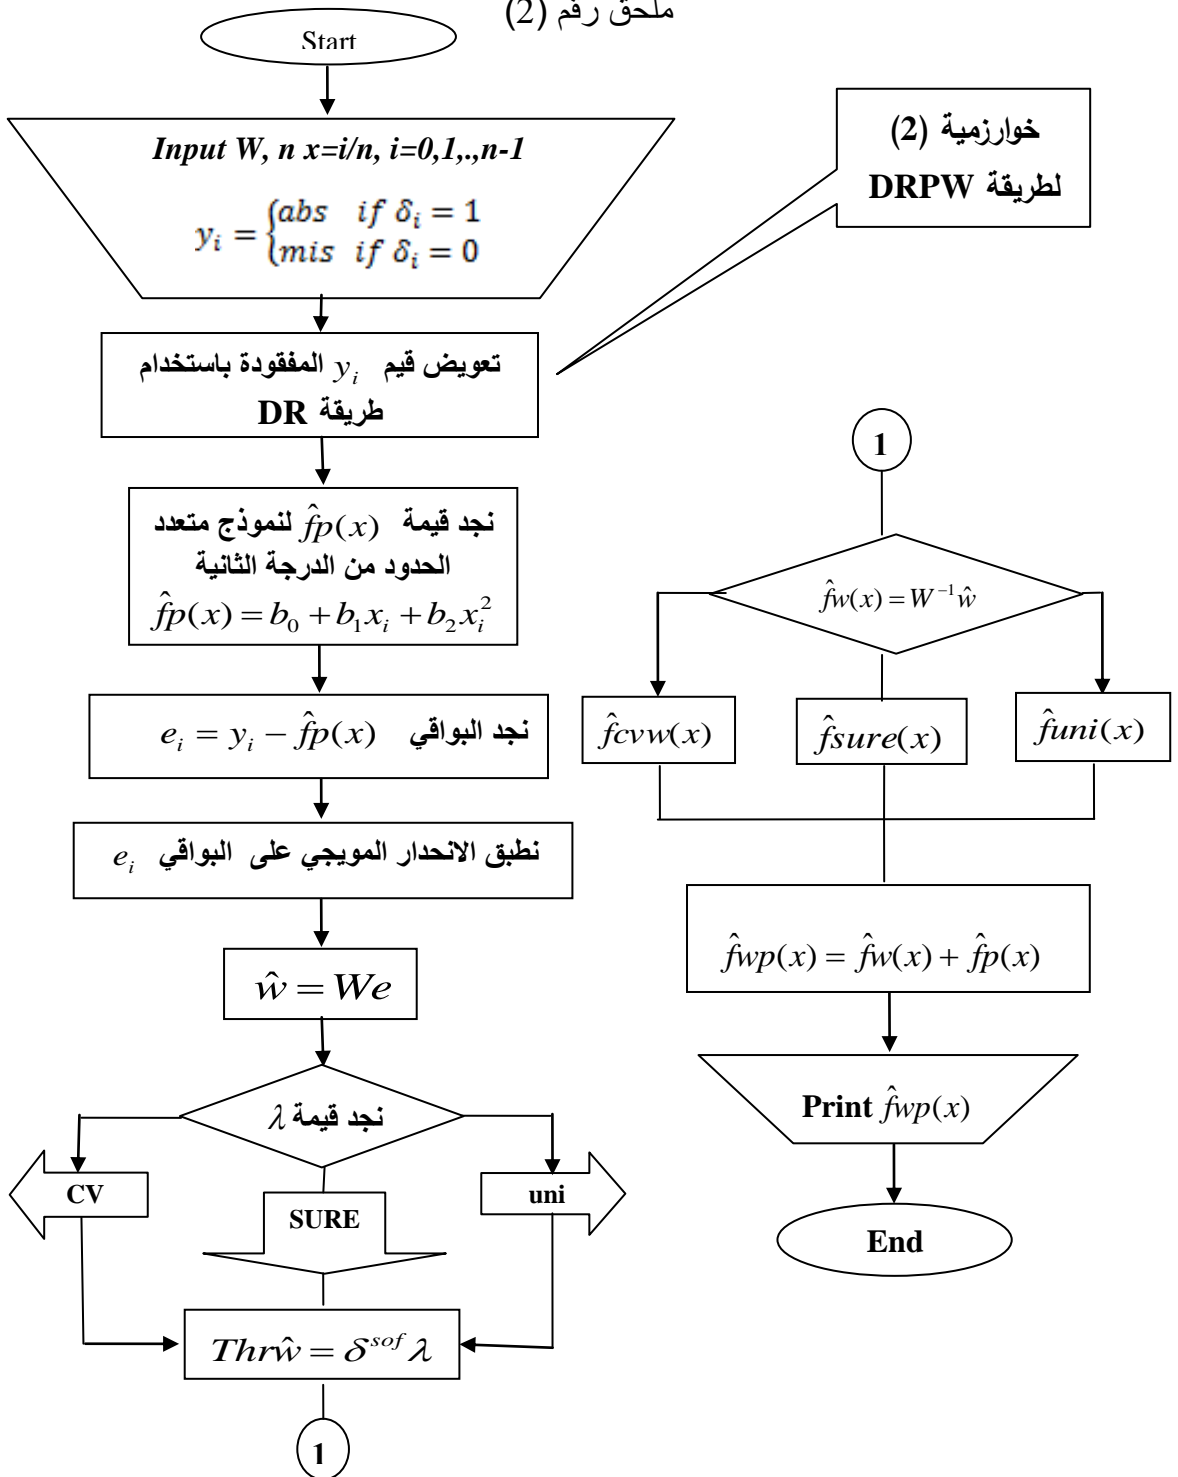 ملحق رقم (2)
Start
Input W, n x=i/n, i=0,1,.,n-1
y_i = {abs if δ_i = 1
mis if δ_i = 0
خوارزمية (2)
لطريقة DRPW
تعويض قيم y_i المفقودة باستخدام
طريقة DR
نجد قيمة f̂p(x) لنموذج متعدد
الحدود من الدرجة الثانية
f̂p(x) = b_0 + b_1x_i + b_2x_i^2
نجد البواقي e_i = y_i − f̂p(x)
نطبق الانحدار المويجي على البواقي e_i
ŵ = We
نجد قيمة λ
CV
SURE
uni
Thrŵ = δ^{sof} λ
1
1
f̂w(x) = W^{-1}ŵ
f̂cvw(x)
f̂sure(x)
f̂uni(x)
f̂wp(x) = f̂w(x) + f̂p(x)
Print f̂wp(x)
End